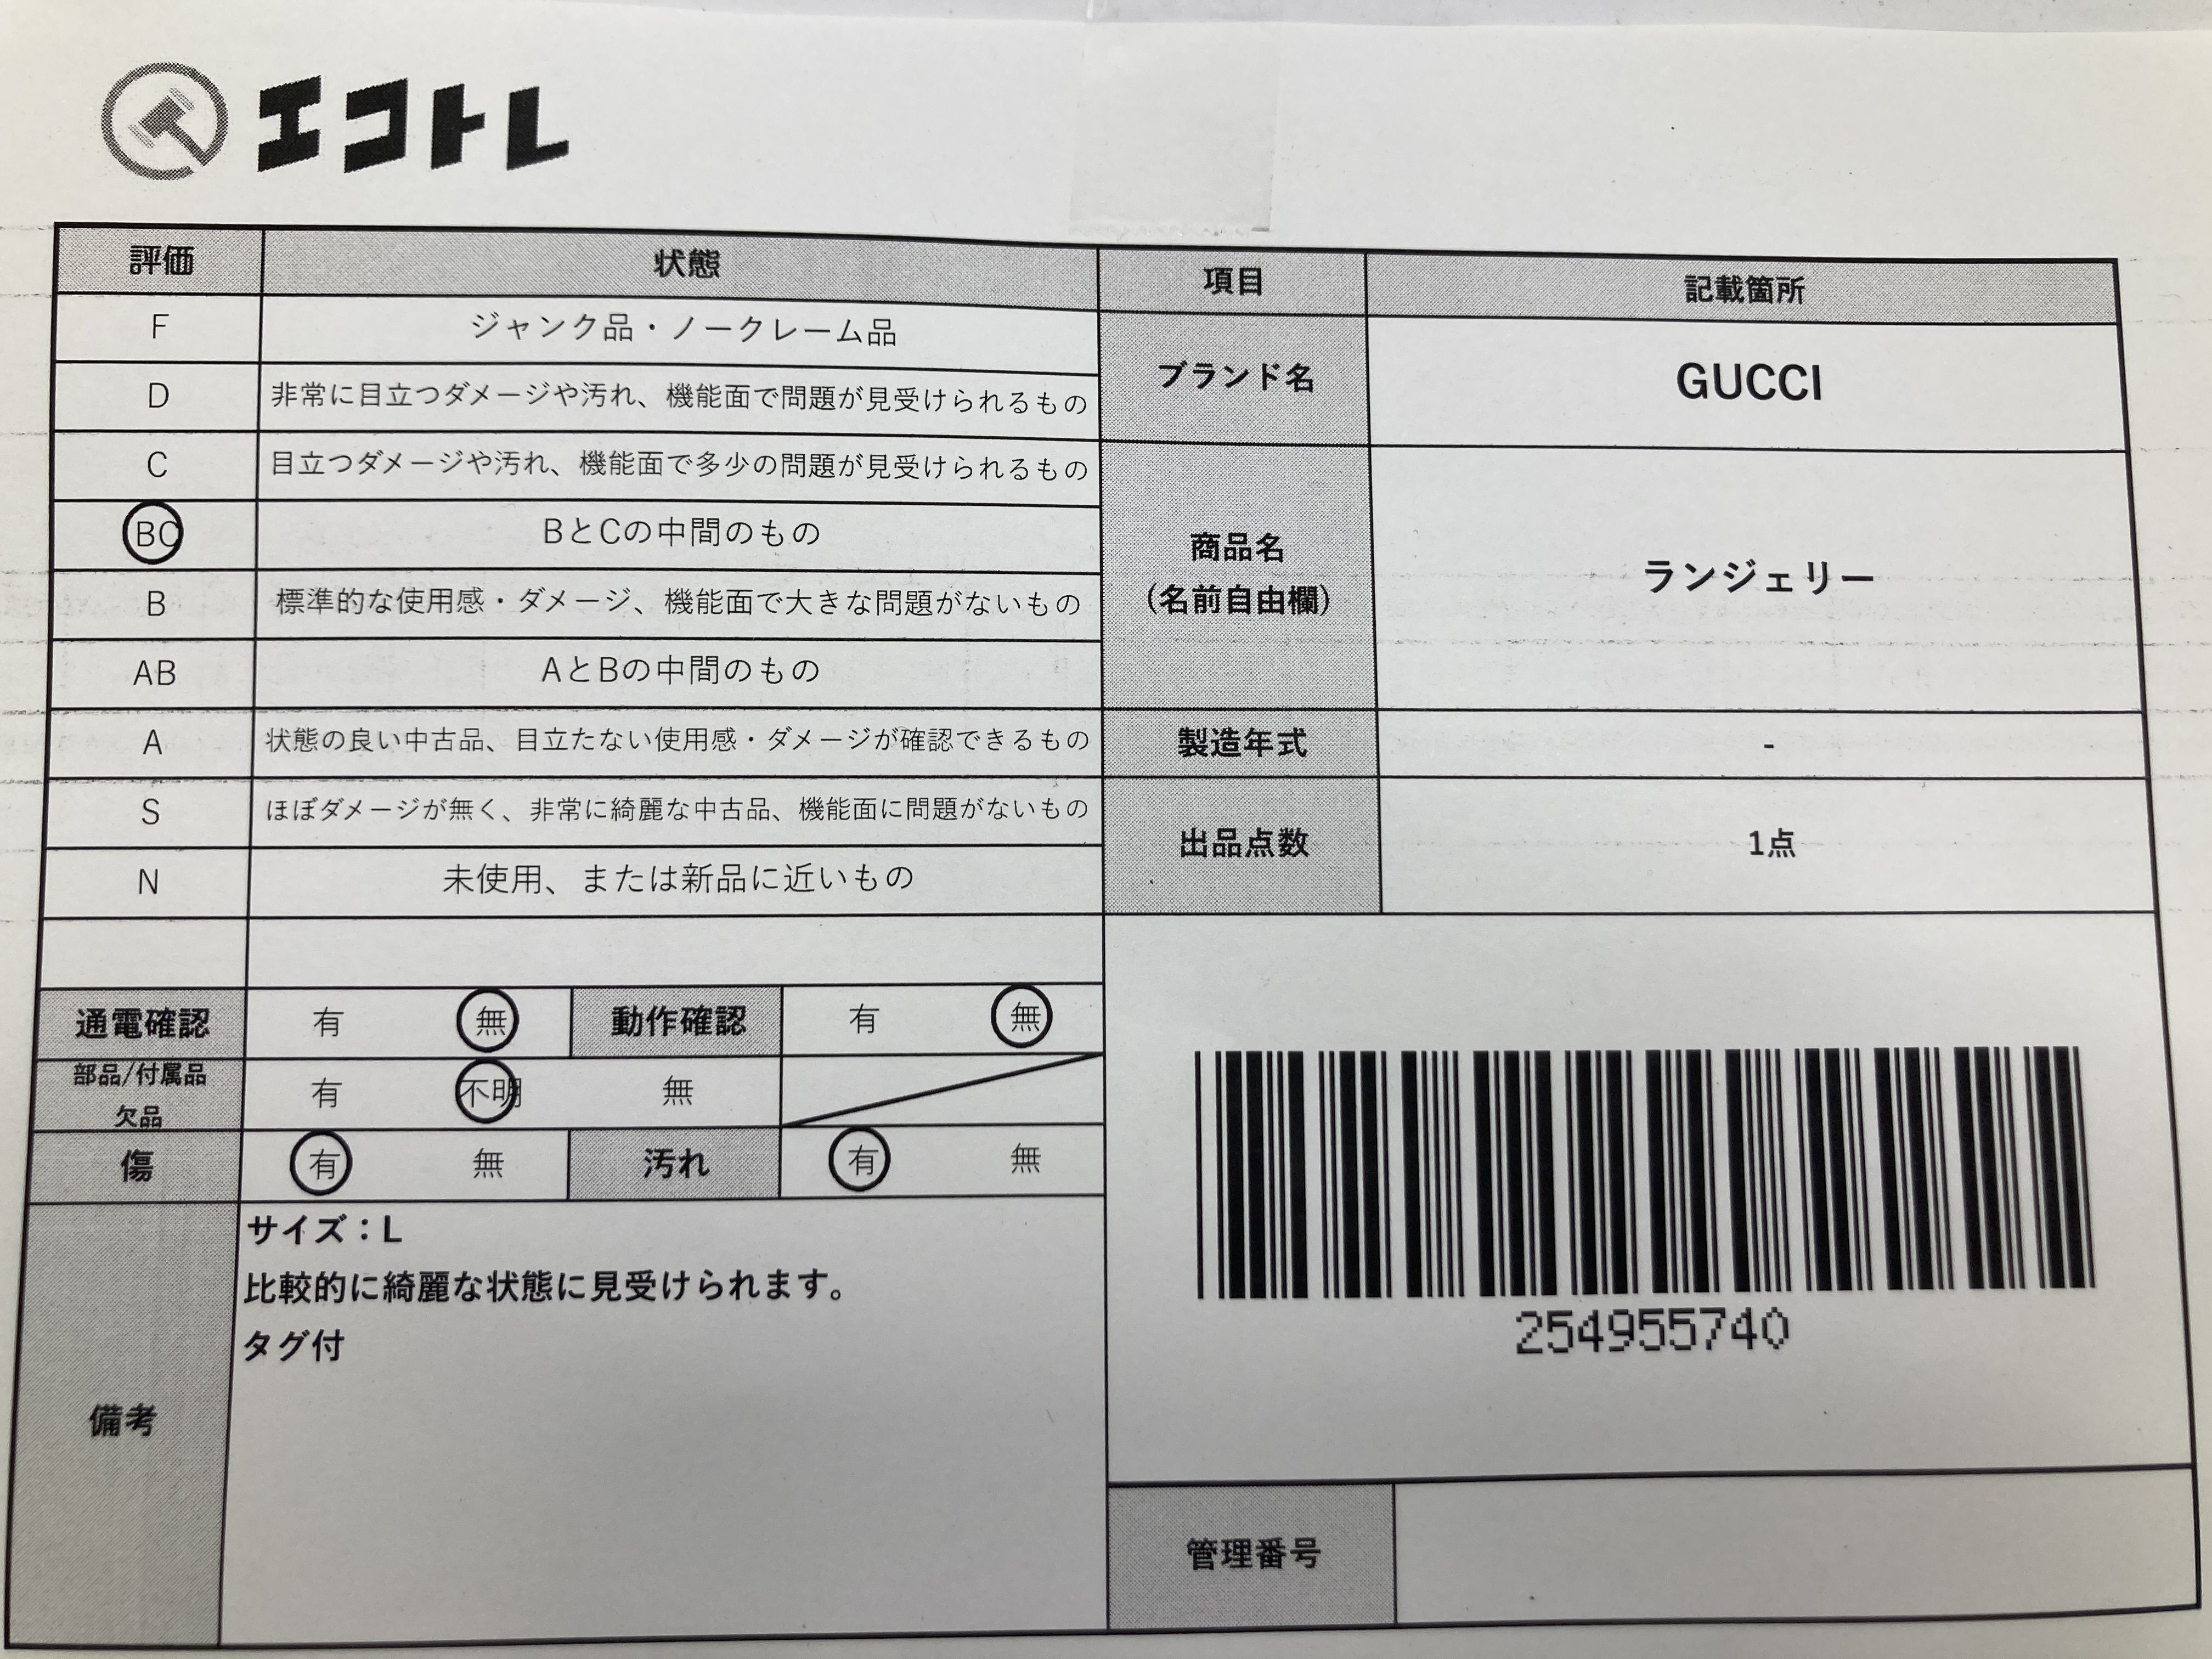 エコトレ
評価 状態 項目 記載箇所
F ジャンク品・ノークレーム品
D 非常に目立つダメージや汚れ、機能面で問題が見受けられるもの
ブランド名 GUCCI
C 目立つダメージや汚れ、機能面で多少の問題が見受けられるもの
BC BとCの中間のもの
B 標準的な使用感・ダメージ、機能面で大きな問題がないもの
商品名
(名前自由欄)
ランジェリー
AB AとBの中間のもの
A 状態の良い中古品、目立たない使用感・ダメージが確認できるもの
製造年式 -
S ほぼダメージが無く、非常に綺麗な中古品、機能面に問題がないもの
出品点数 1点
N 未使用、または新品に近いもの
通電確認 有 無 動作確認 有 無
部品/付属品
欠品
有 不明 無
傷 有 無 汚れ 有 無
備考
サイズ：L
比較的に綺麗な状態に見受けられます。
タグ付
254955740
管理番号